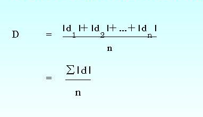 D = |d₁|+|d₂|+...+|dₙ| / n
= ∑|d| / n